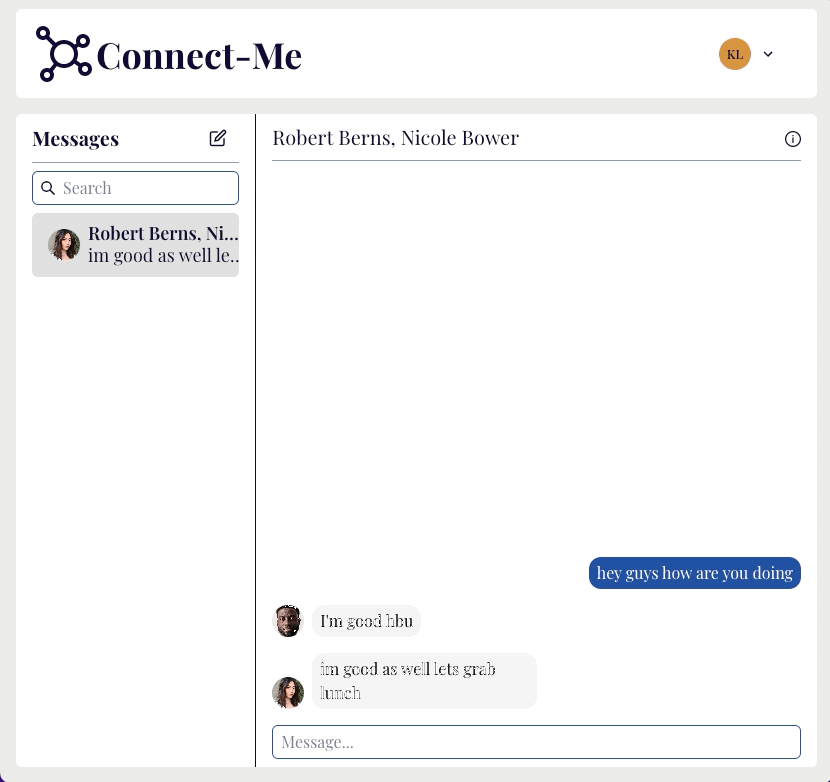 Connect-Me
KL
Messages
Search
Robert Berns, Ni...
im good as well le..
Robert Berns, Nicole Bower
hey guys how are you doing
I'm good hbu
im good as well lets grab
lunch
Message...